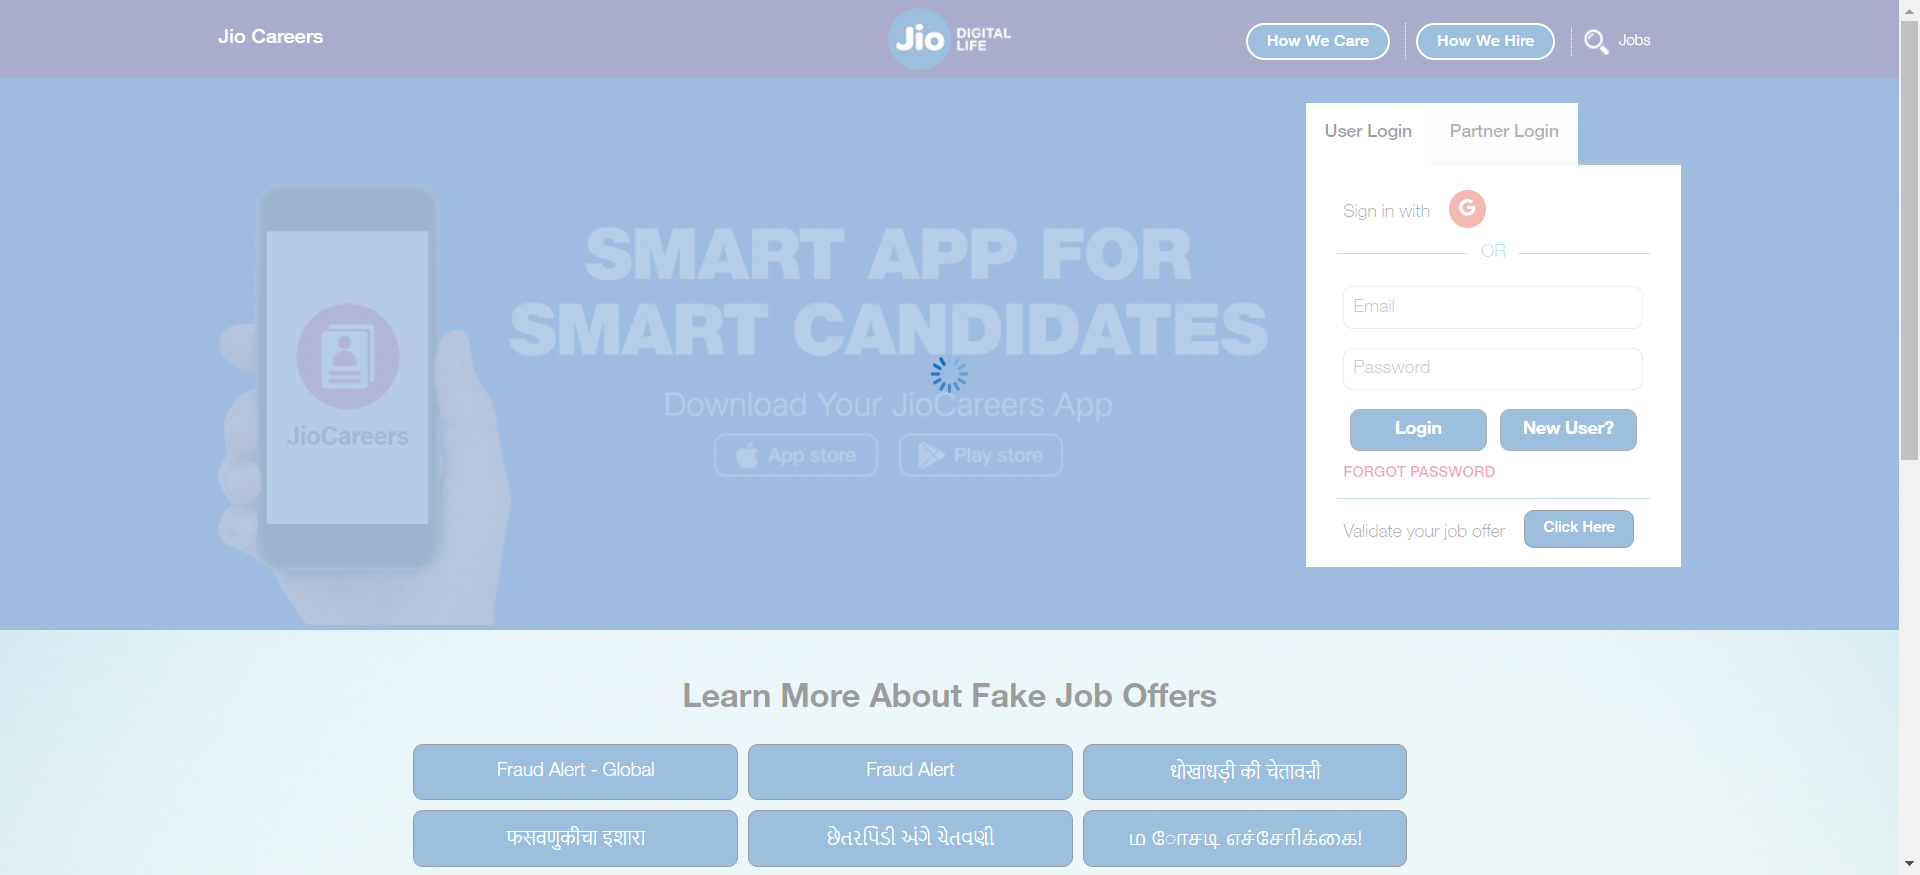 Jio Careers
Jio DIGITAL LIFE
How We Care
How We Hire
Jobs
User Login
Partner Login
Sign in with G
OR
Email
Password
Login
New User?
FORGOT PASSWORD
Validate your job offer
Click Here
SMART APP FOR
SMART CANDIDATES
Download Your JioCareers App
App store
Play store
JioCareers
Learn More About Fake Job Offers
Fraud Alert - Global
Fraud Alert
धोखाधड़ी की चेतावनी
फसवणुकीचा इशारा
છેતરપિંડી અંગે ચેતવણી
ம ோசடி எச்சேரிக்கை!